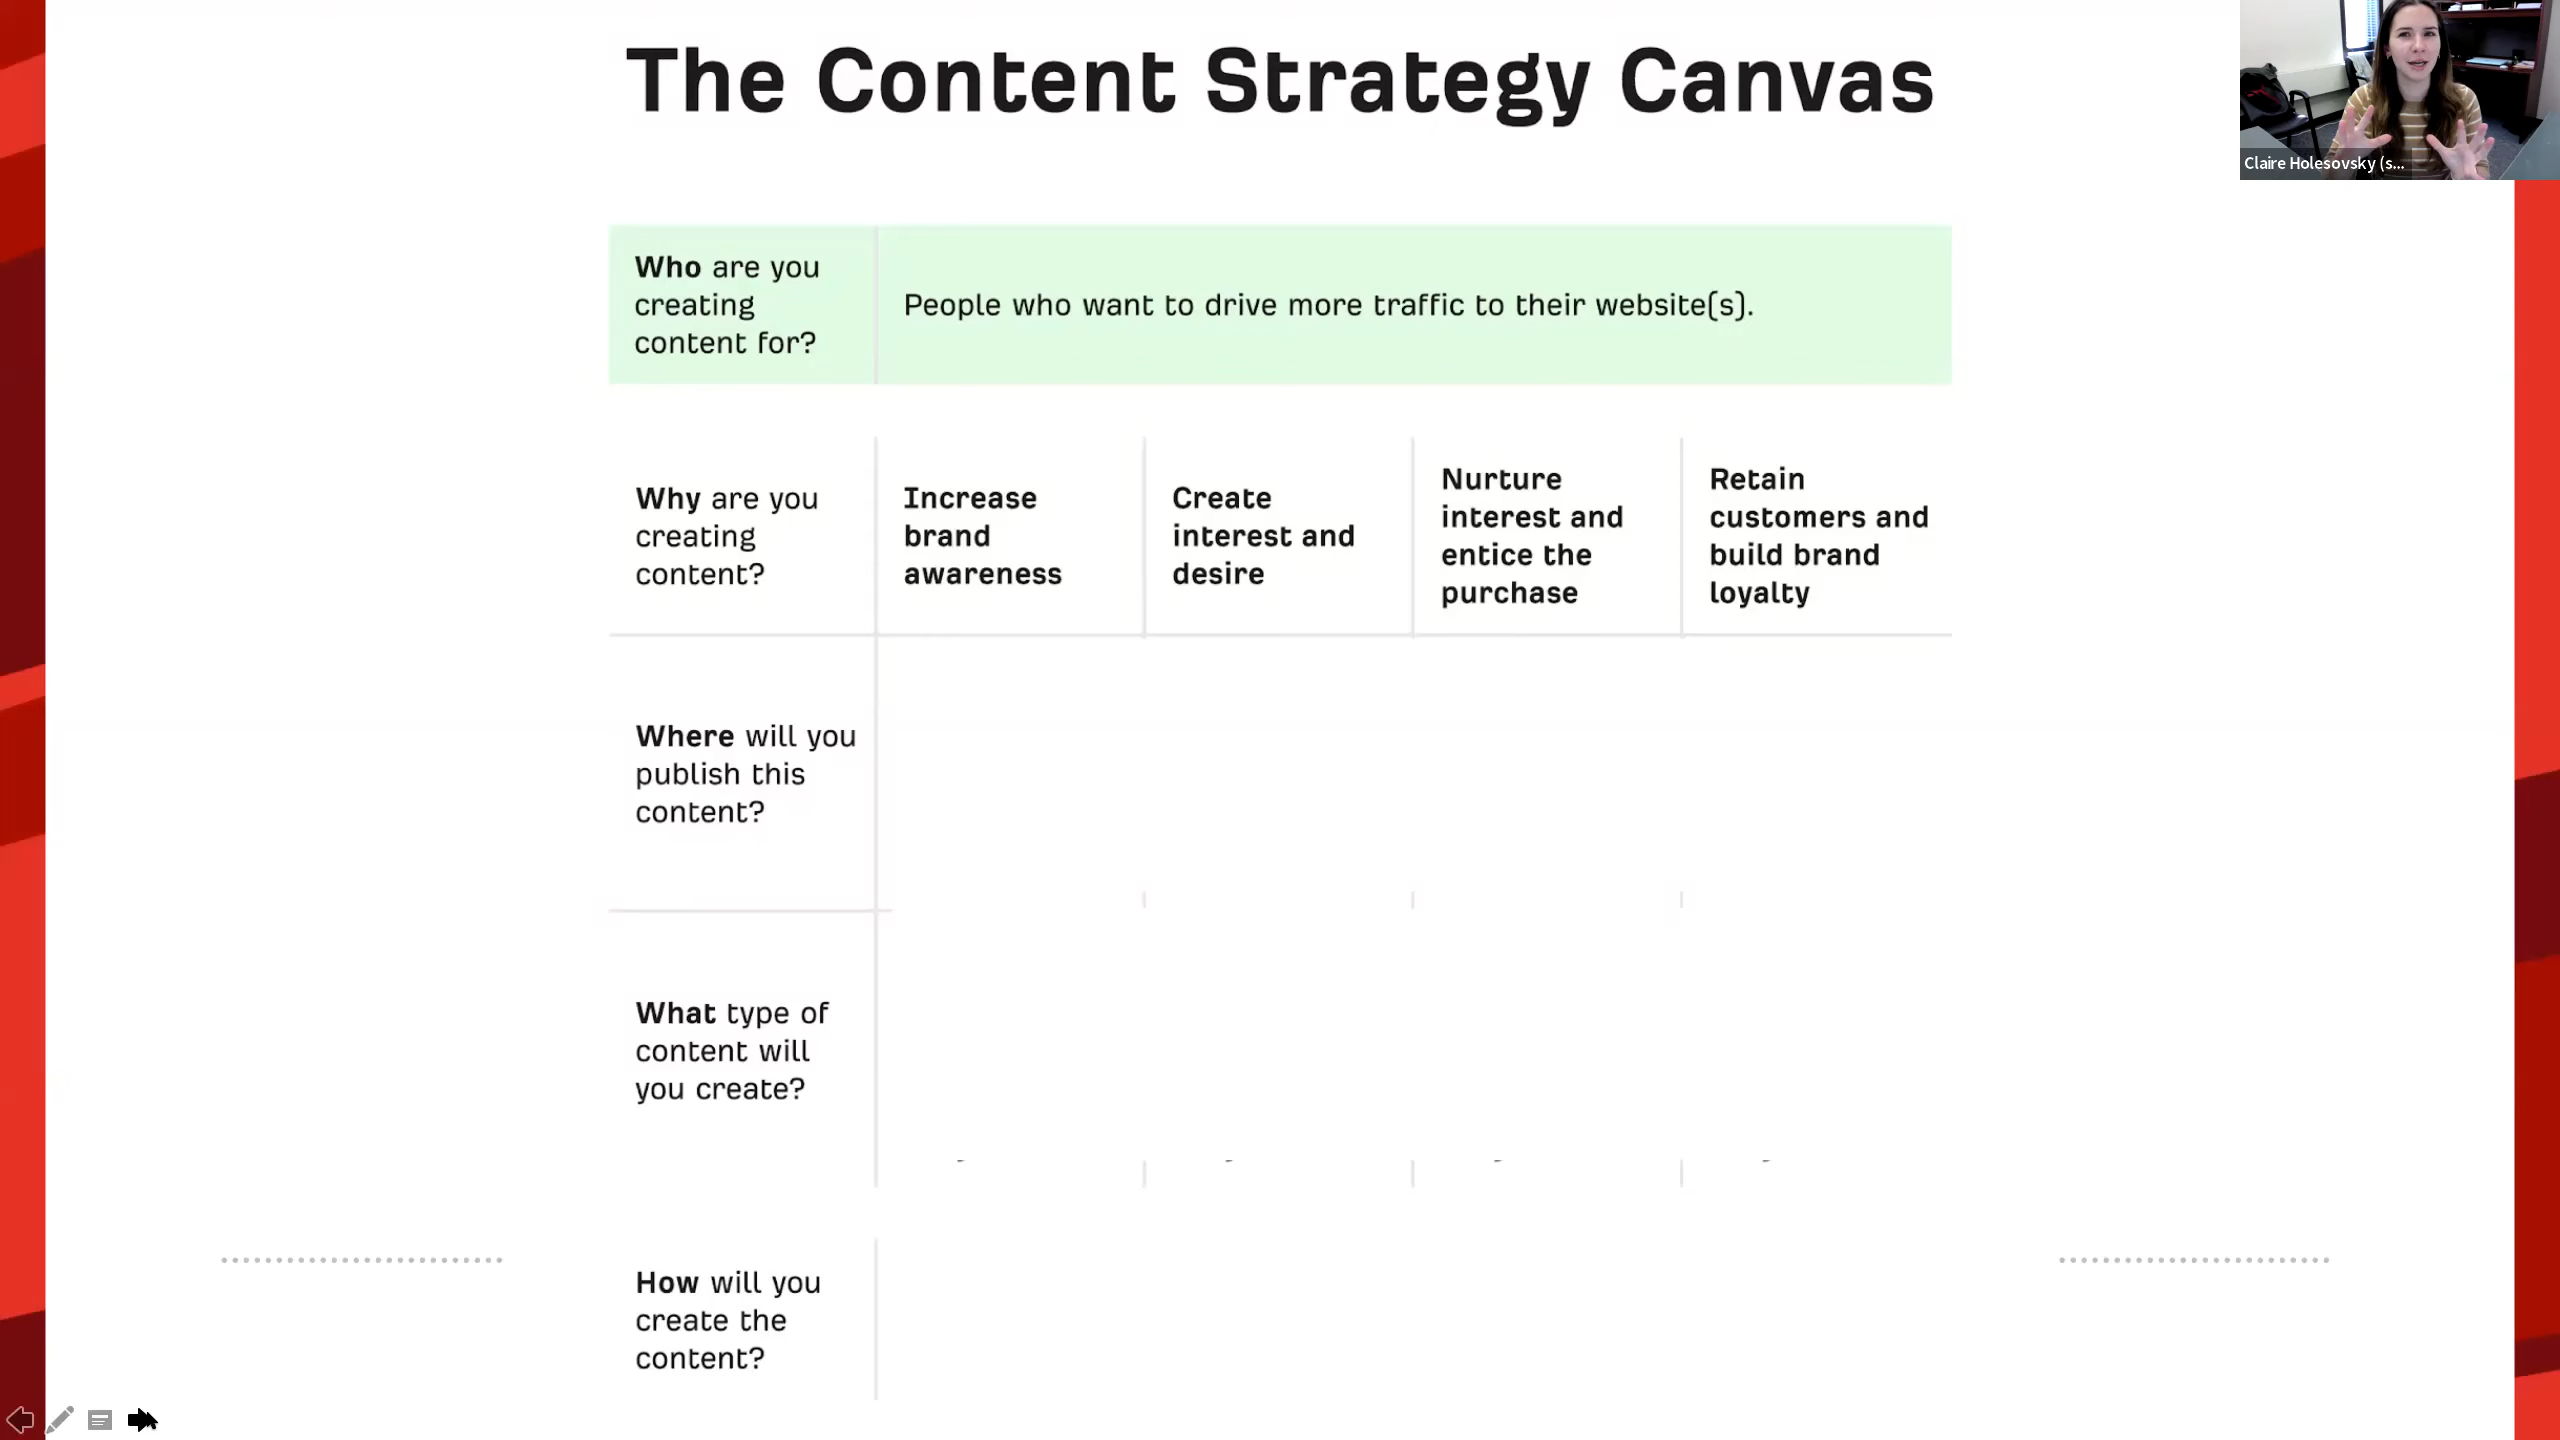 The Content Strategy Canvas
Claire Holesovsky (s...
Who are you
creating
content for?
People who want to drive more traffic to their website(s).
Why are you
creating
content?
Increase
brand
awareness
Create
interest and
desire
Nurture
interest and
entice the
purchase
Retain
customers and
build brand
loyalty
Where will you
publish this
content?
What type of
content will
you create?
How will you
create the
content?